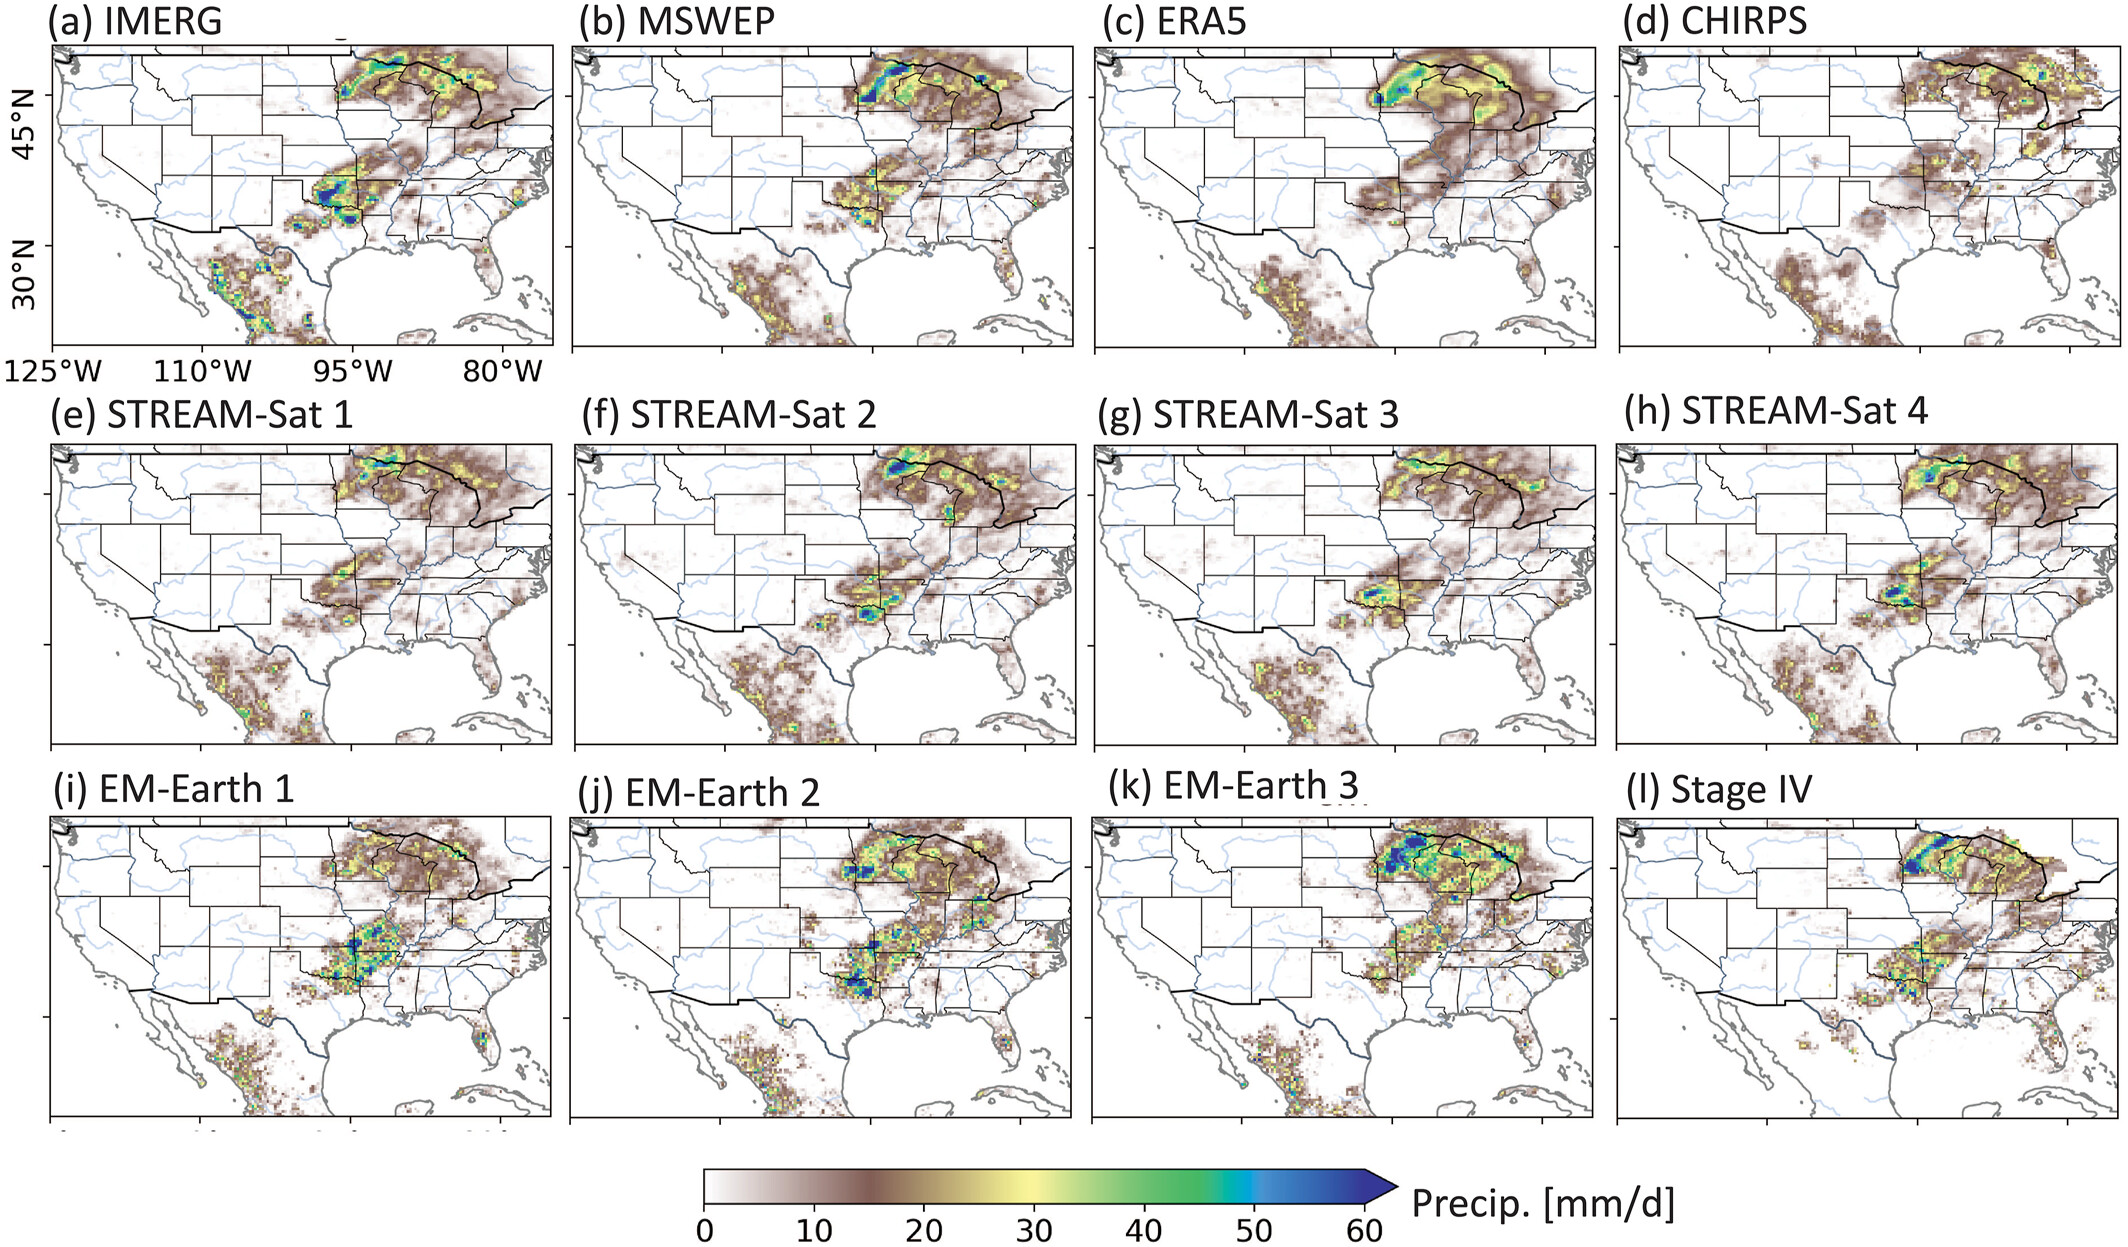 (a) IMERG
(b) MSWEP
(c) ERA5
(d) CHIRPS
45°N
30°N
125°W 110°W 95°W 80°W
(e) STREAM-Sat 1
(f) STREAM-Sat 2
(g) STREAM-Sat 3
(h) STREAM-Sat 4
(i) EM-Earth 1
(j) EM-Earth 2
(k) EM-Earth 3
(l) Stage IV
0 10 20 30 40 50 60
Precip. [mm/d]